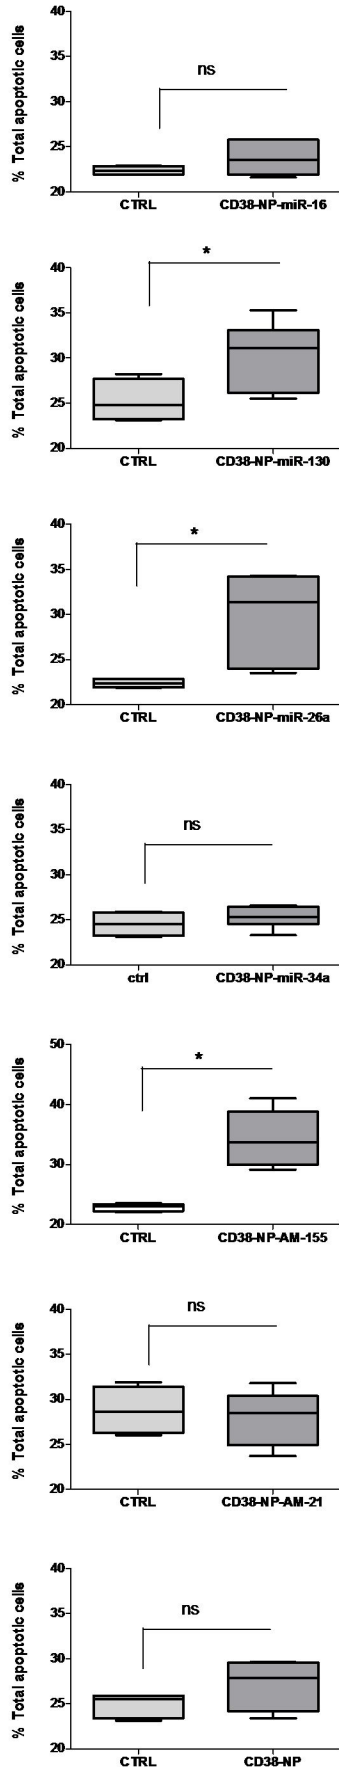 % Total apoptotic cells
40
35
30
25
20
ns
CTRL CD38-NP-miR-16
% Total apoptotic cells
40
35
30
25
20
*
CTRL CD38-NP-miR-130
% Total apoptotic cells
40
35
30
25
20
*
CTRL CD38-NP-miR-26a
% Total apoptotic cells
40
35
30
25
20
ns
ctrl CD38-NP-miR-34a
% Total apoptotic cells
50
40
30
20
*
CTRL CD38-NP-AM-155
% Total apoptotic cells
40
35
30
25
20
ns
CTRL CD38-NP-AM-21
% Total apoptotic cells
40
35
30
25
20
ns
CTRL CD38-NP